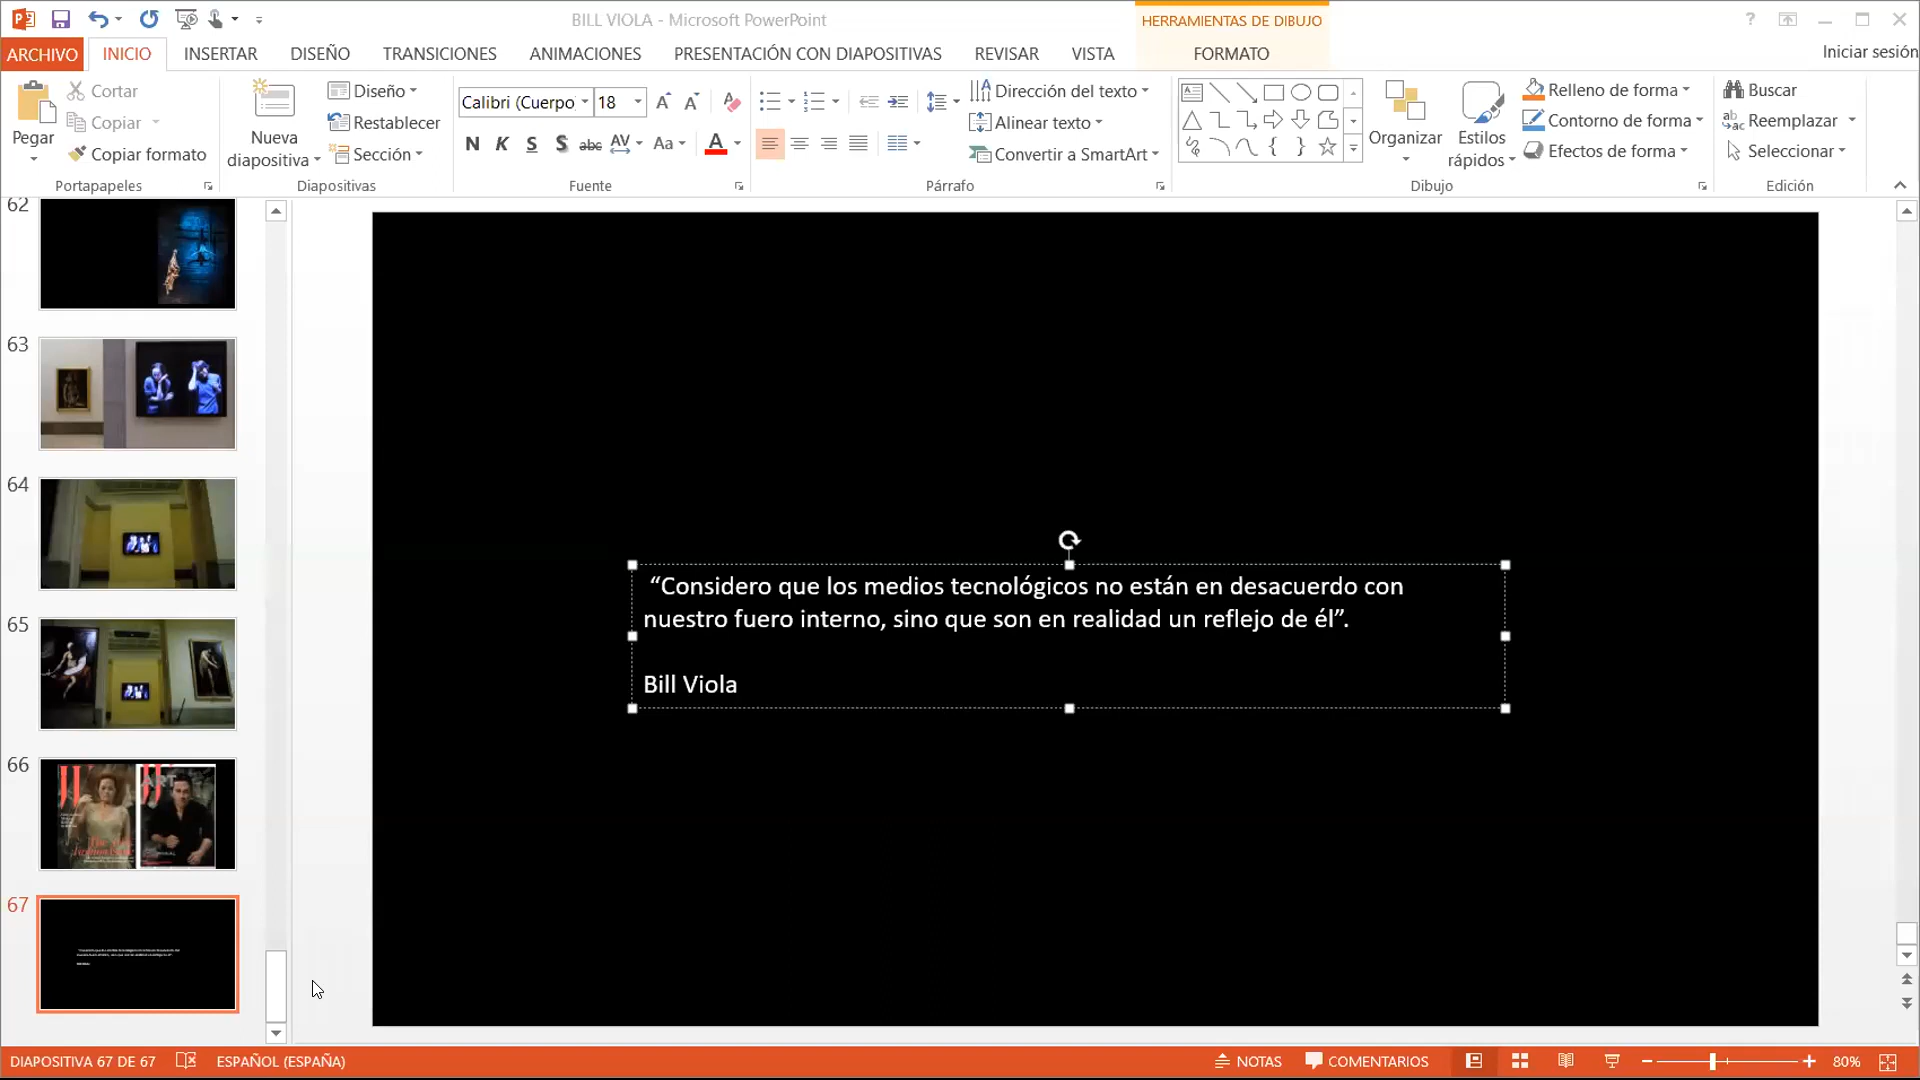 BILL VIOLA - Microsoft PowerPoint
HERRAMIENTAS DE DIBUJO
ARCHIVO INICIO INSERTAR DISEÑO TRANSICIONES ANIMACIONES PRESENTACIÓN CON DIAPOSITIVAS REVISAR VISTA FORMATO Iniciar sesión
Pegar
Cortar
Copiar
Copiar formato
Portapapeles
Nueva
diapositiva
Diseño
Restablecer
Sección
Diapositivas
Calibri (Cuerpo 18
N K S S abc AV Aa A
Fuente
Párrafo
Dirección del texto
Alinear texto
Convertir a SmartArt
Organizar
Estilos
rápidos
Relleno de forma
Contorno de forma
Efectos de forma
Dibujo
Buscar
Reemplazar
Seleccionar
Edición
62
63
64
65
66
67
“Considero que los medios tecnológicos no están en desacuerdo con
nuestro fuero interno, sino que son en realidad un reflejo de él”.
Bill Viola
DIAPOSITIVA 67 DE 67 ESPAÑOL (ESPAÑA) NOTAS COMENTARIOS 80%